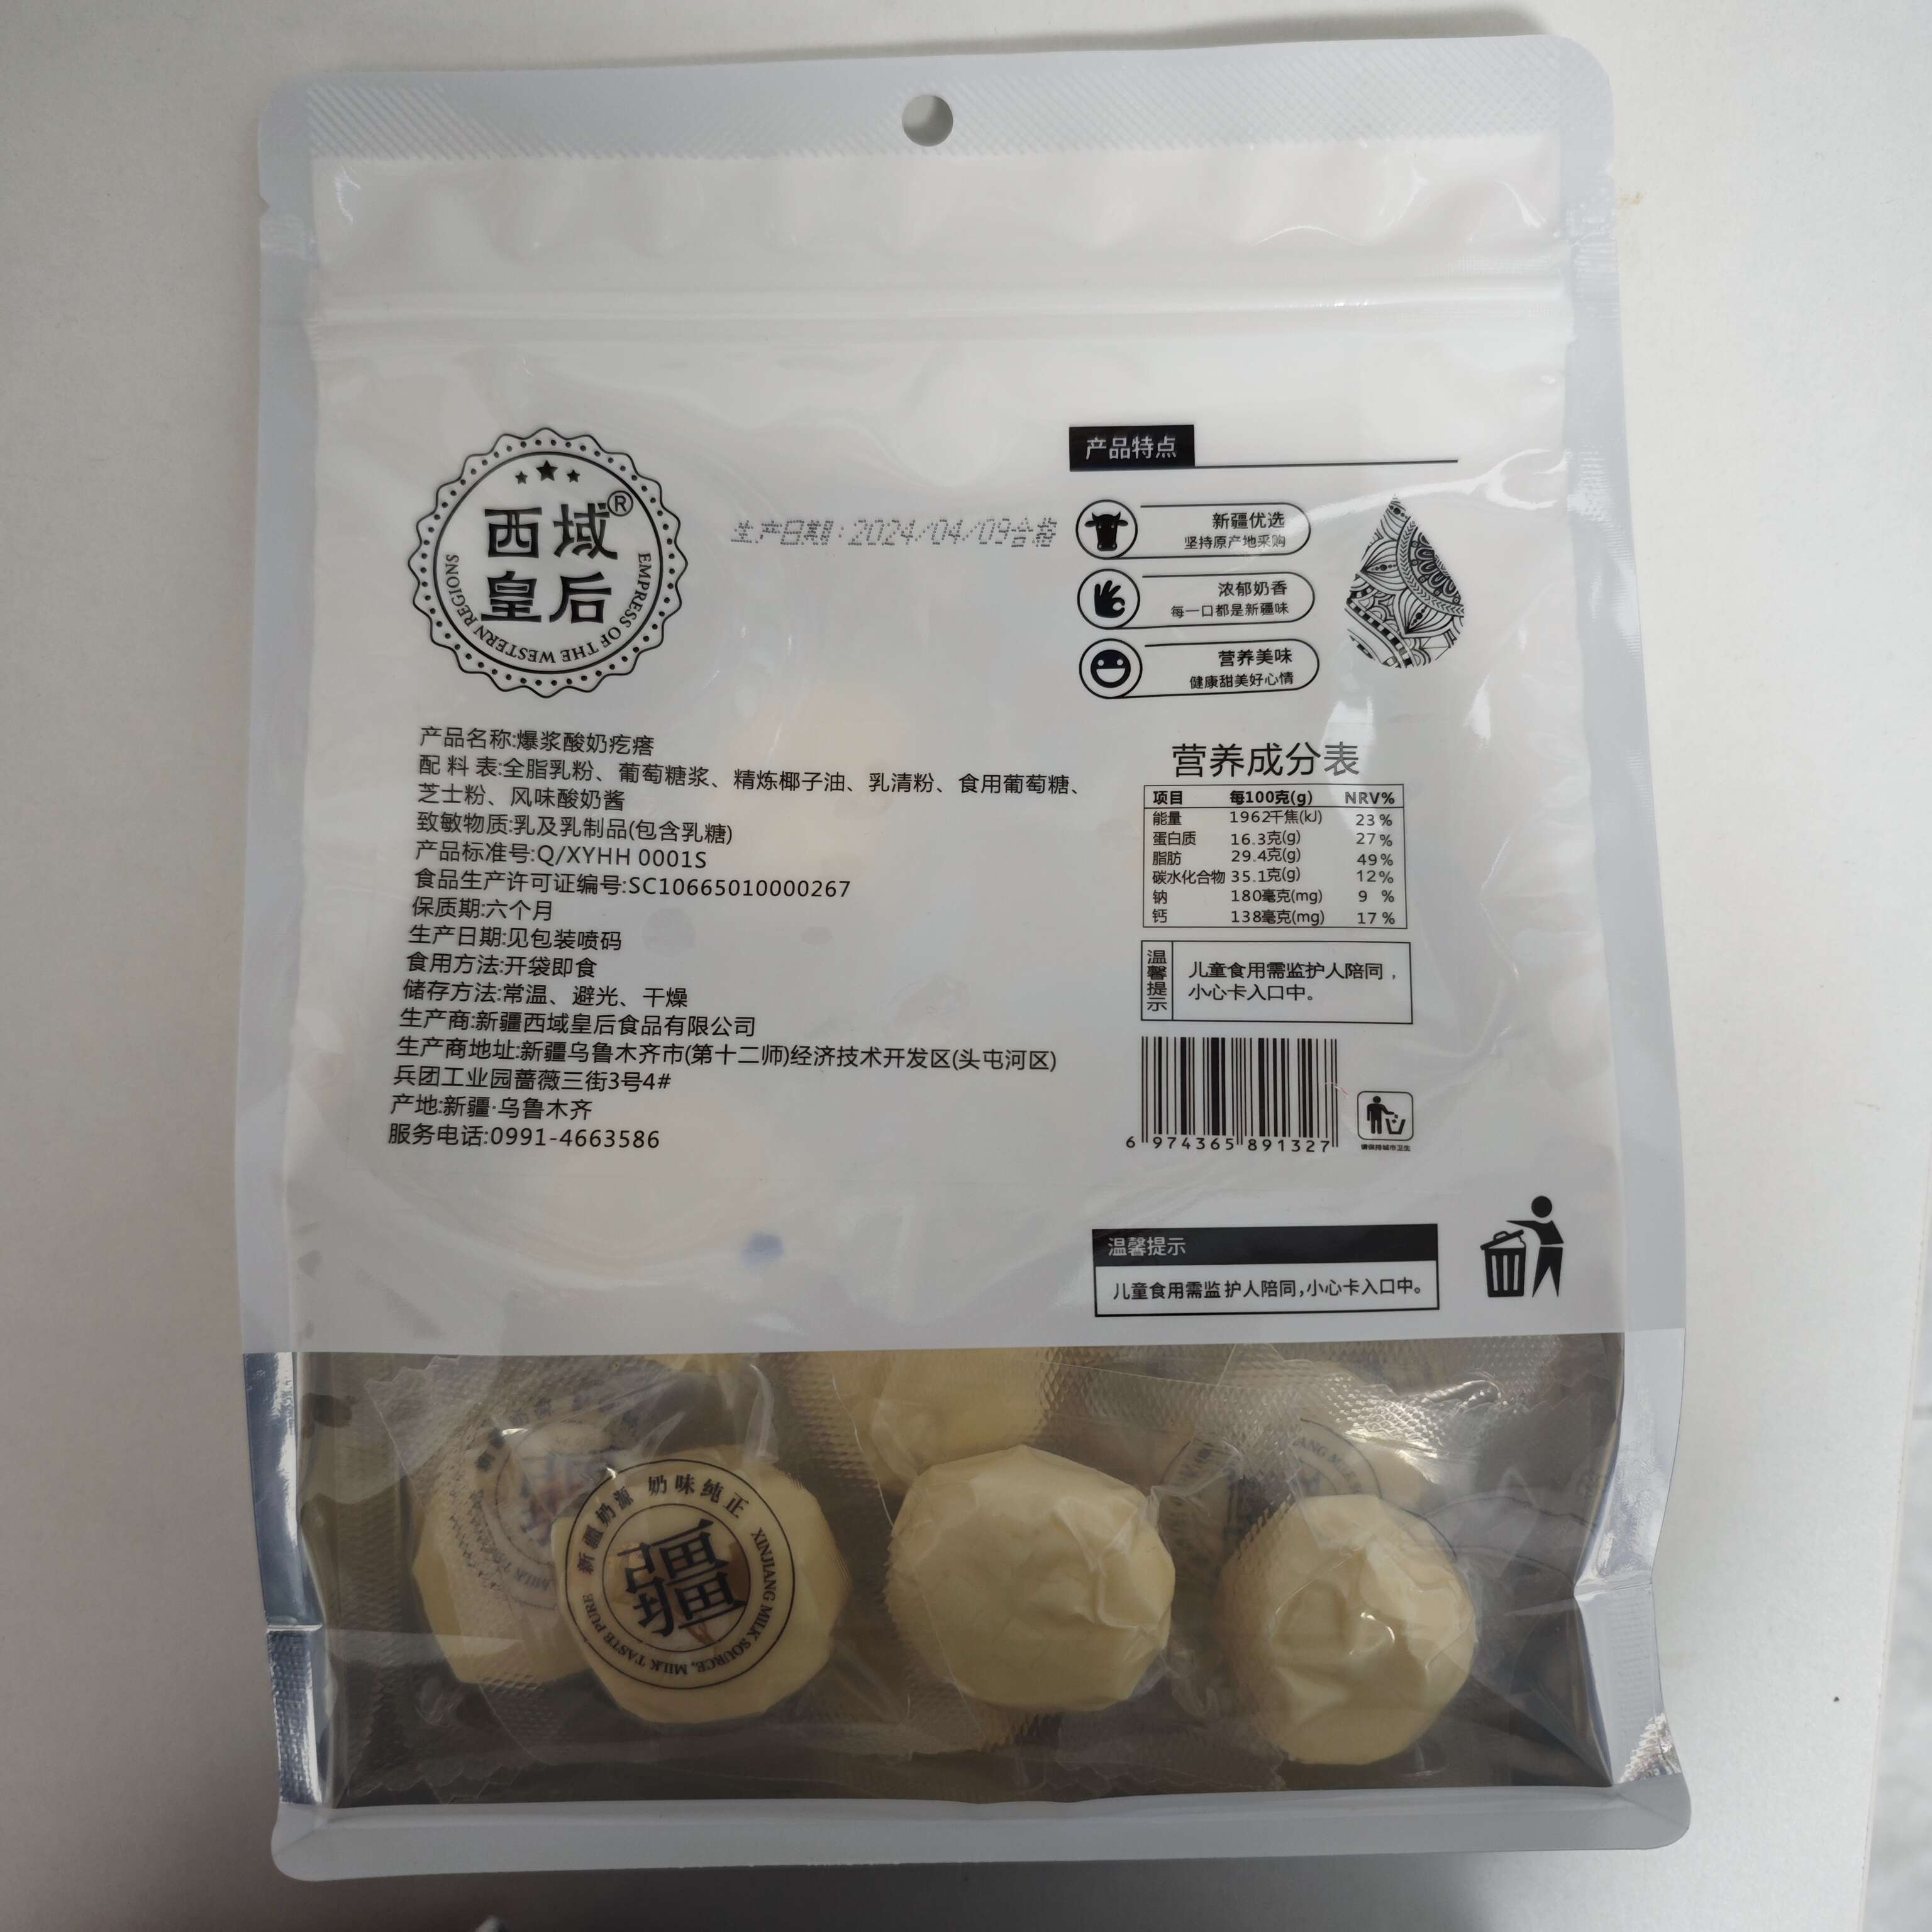 西域®
皇后
EMPRESS OF THE WESTERN REGIONS
生产日期:2024/04/09合格
产品特点
新疆优选
坚持原产地采购
浓郁奶香
每一口都是新疆味
营养美味
健康甜美好心情
产品名称:爆浆酸奶疙瘩
配 料 表:全脂乳粉、葡萄糖浆、精炼椰子油、乳清粉、食用葡萄糖、
芝士粉、风味酸奶酱
致敏物质:乳及乳制品(包含乳糖)
产品标准号:Q/XYHH 0001S
食品生产许可证编号:SC10665010000267
保质期:六个月
生产日期:见包装喷码
食用方法:开袋即食
储存方法:常温、避光、干燥
生产商:新疆西域皇后食品有限公司
生产商地址:新疆乌鲁木齐市(第十二师)经济技术开发区(头屯河区)
兵团工业园蔷薇三街3号4#
产地:新疆·乌鲁木齐
服务电话:0991-4663586
营养成分表
项目 每100克(g) NRV%
能量 1962千焦(kJ) 23%
蛋白质 16.3克(g) 27%
脂肪 29.4克(g) 49%
碳水化合物 35.1克(g) 12%
钠 180毫克(mg) 9 %
钙 138毫克(mg) 17%
温馨提示
儿童食用需监护人陪同，
小心卡入口中。
6 974365 891327
请保持城市卫生
温馨提示
儿童食用需监护人陪同,小心卡入口中。
新疆奶源 奶味纯正
疆
XINJIANG MILK SOURCE, MILK TASTE PURE